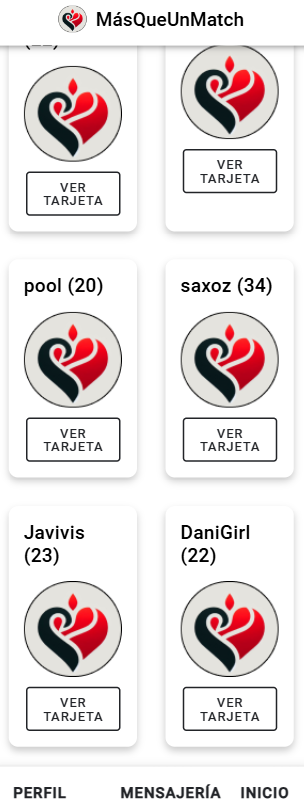 MásQueUnMatch
VER
TARJETA
VER
TARJETA
pool (20)
saxoz (34)
VER
TARJETA
VER
TARJETA
Javivis
(23)
DaniGirl
(22)
VER
TARJETA
VER
TARJETA
PERFIL
MENSAJERÍA
INICIO